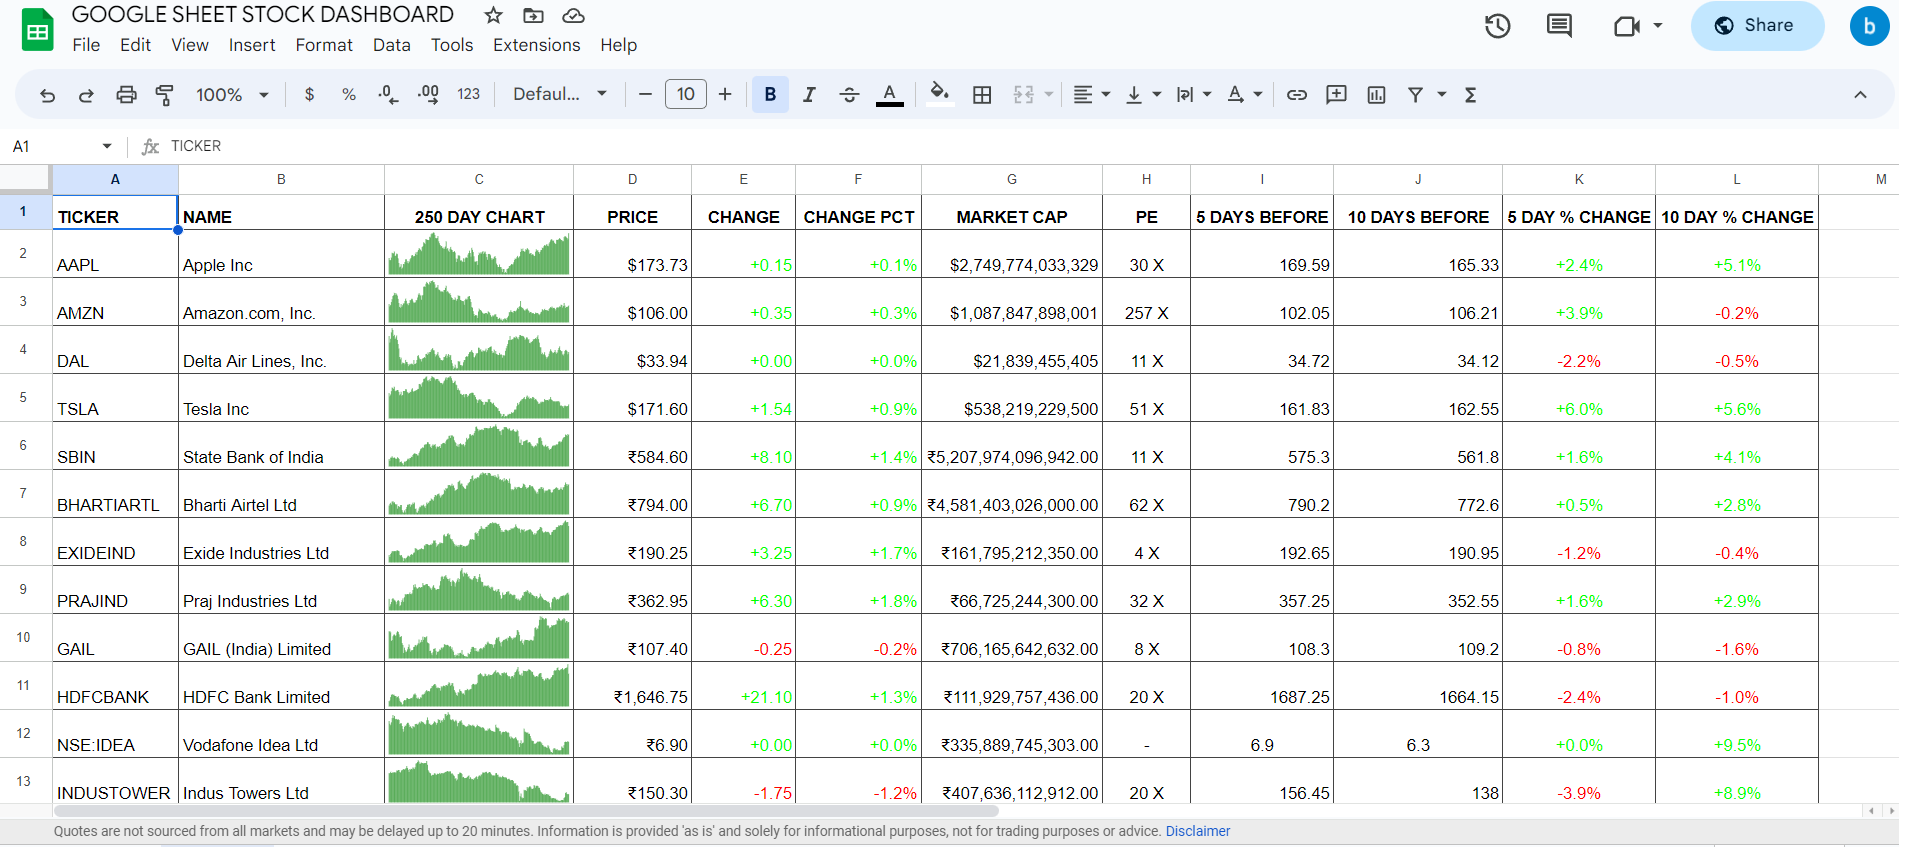 GOOGLE SHEET STOCK DASHBOARD
File Edit View Insert Format Data Tools Extensions Help
Share
b
100% $ % .0 .00 123 Defaul... 10 B I A A Σ
A1 fx TICKER
A B C D E F G H I J K L M
1 TICKER NAME 250 DAY CHART PRICE CHANGE CHANGE PCT MARKET CAP PE 5 DAYS BEFORE 10 DAYS BEFORE 5 DAY % CHANGE 10 DAY % CHANGE
2 AAPL Apple Inc $173.73 +0.15 +0.1% $2,749,774,033,329 30 X 169.59 165.33 +2.4% +5.1%
3 AMZN Amazon.com, Inc. $106.00 +0.35 +0.3% $1,087,847,898,001 257 X 102.05 106.21 +3.9% -0.2%
4 DAL Delta Air Lines, Inc. $33.94 +0.00 +0.0% $21,839,455,405 11 X 34.72 34.12 -2.2% -0.5%
5 TSLA Tesla Inc $171.60 +1.54 +0.9% $538,219,229,500 51 X 161.83 162.55 +6.0% +5.6%
6 SBIN State Bank of India ₹584.60 +8.10 +1.4% ₹5,207,974,096,942.00 11 X 575.3 561.8 +1.6% +4.1%
7 BHARTIARTL Bharti Airtel Ltd ₹794.00 +6.70 +0.9% ₹4,581,403,026,000.00 62 X 790.2 772.6 +0.5% +2.8%
8 EXIDEIND Exide Industries Ltd ₹190.25 +3.25 +1.7% ₹161,795,212,350.00 4 X 192.65 190.95 -1.2% -0.4%
9 PRAJIND Praj Industries Ltd ₹362.95 +6.30 +1.8% ₹66,725,244,300.00 32 X 357.25 352.55 +1.6% +2.9%
10 GAIL GAIL (India) Limited ₹107.40 -0.25 -0.2% ₹706,165,642,632.00 8 X 108.3 109.2 -0.8% -1.6%
11 HDFCBANK HDFC Bank Limited ₹1,646.75 +21.10 +1.3% ₹111,929,757,436.00 20 X 1687.25 1664.15 -2.4% -1.0%
12 NSE:IDEA Vodafone Idea Ltd ₹6.90 +0.00 +0.0% ₹335,889,745,303.00 - 6.9 6.3 +0.0% +9.5%
13 INDUSTOWER Indus Towers Ltd ₹150.30 -1.75 -1.2% ₹407,636,112,912.00 20 X 156.45 138 -3.9% +8.9%
Quotes are not sourced from all markets and may be delayed up to 20 minutes. Information is provided 'as is' and solely for informational purposes, not for trading purposes or advice. Disclaimer